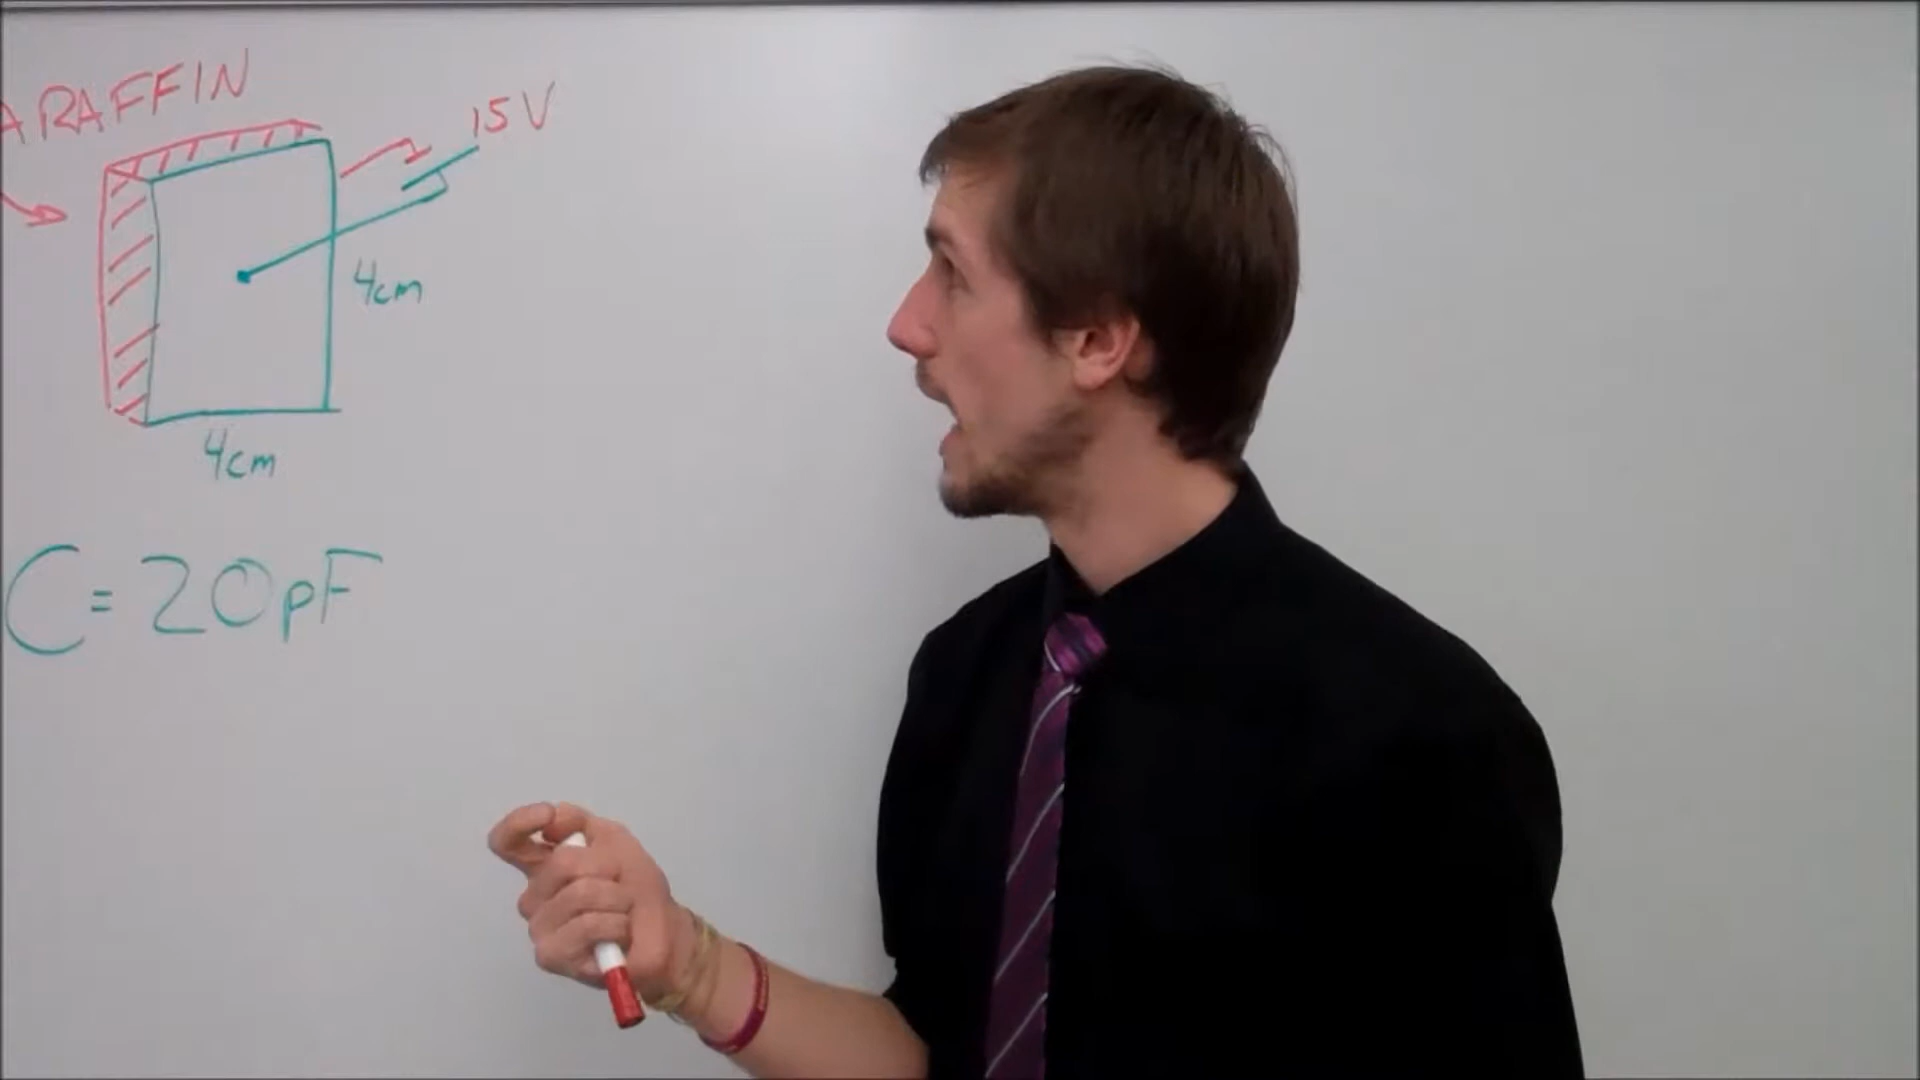 ARAFFIN
15V
4cm
4cm
C=20pF